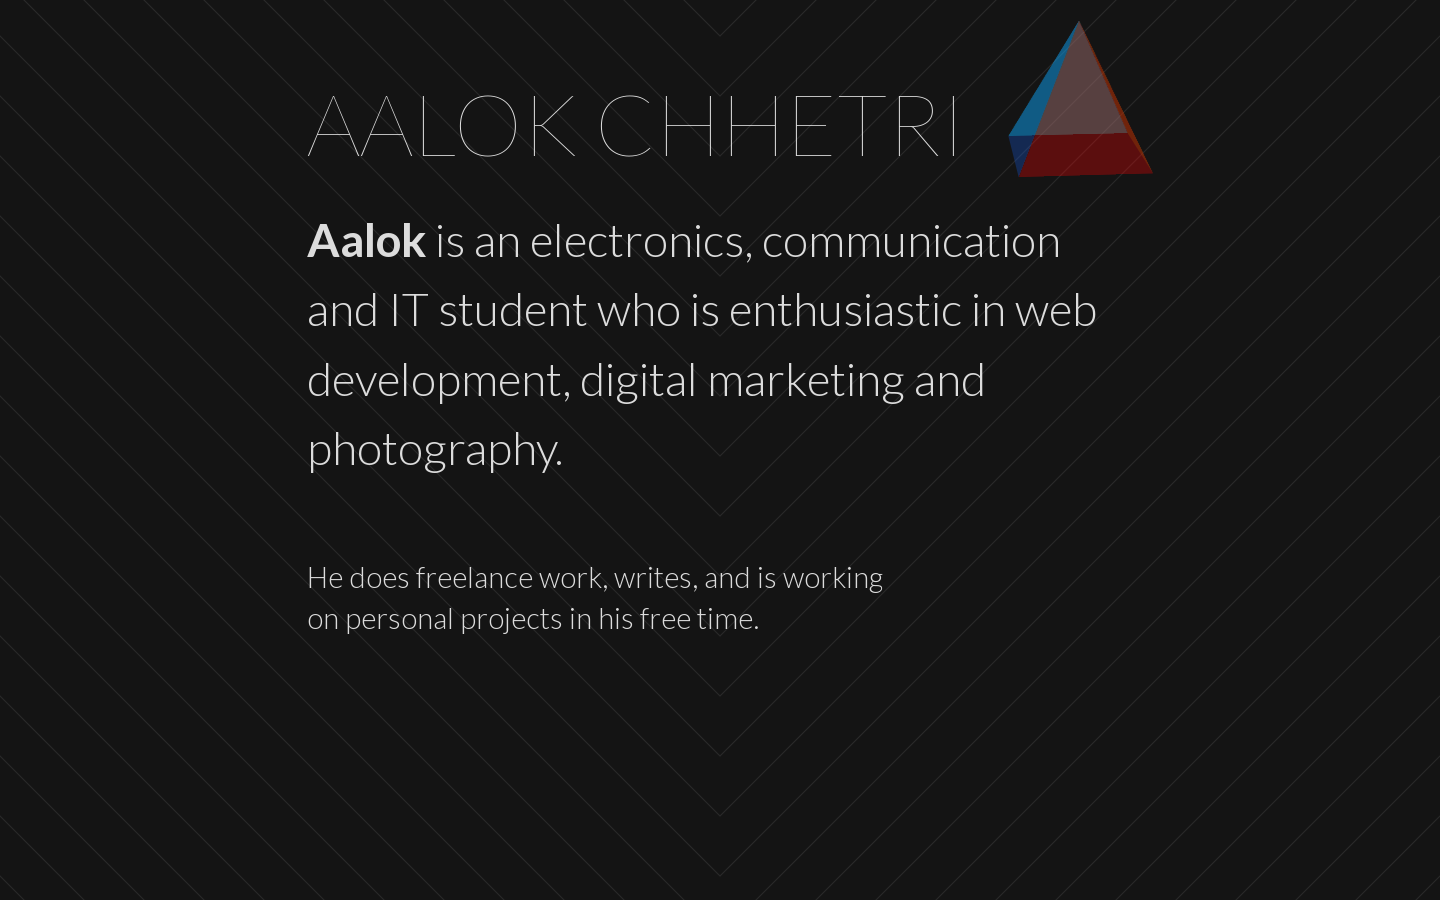 AALOK CHHETRI
Aalok is an electronics, communication
and IT student who is enthusiastic in web
development, digital marketing and
photography.
He does freelance work, writes, and is working
on personal projects in his free time.